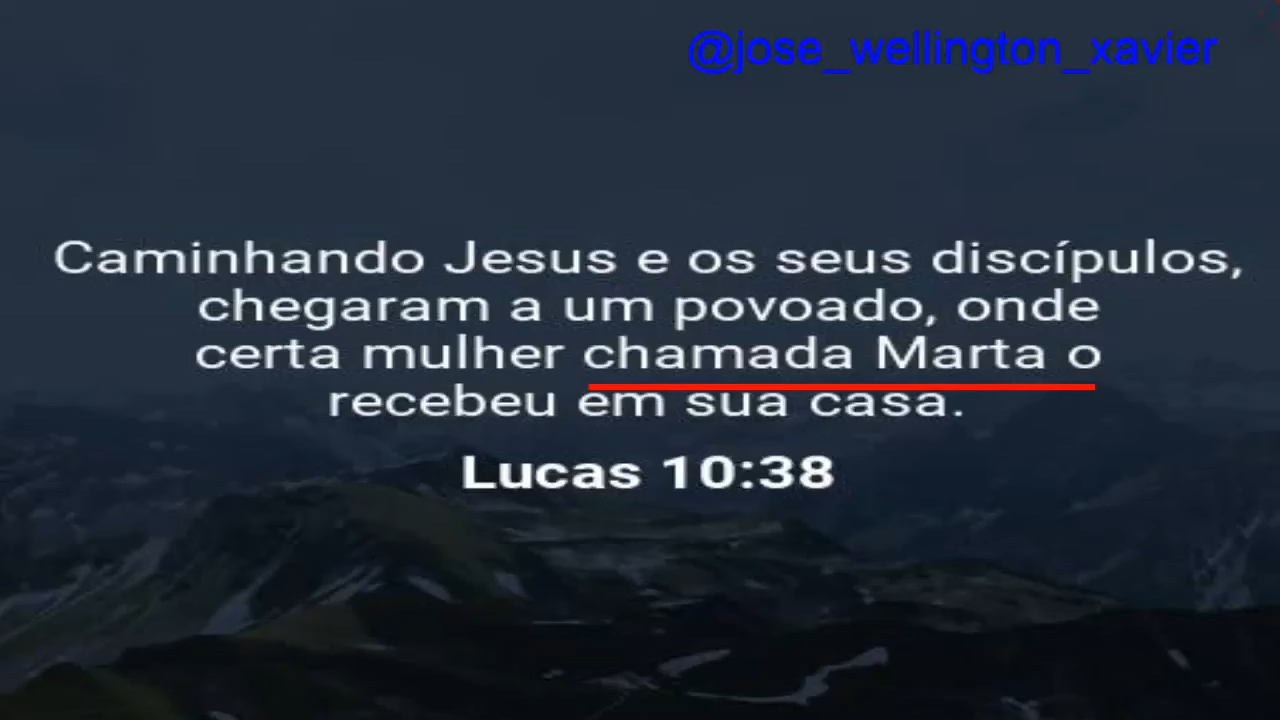 @jose_wellington_xavier
Caminhando Jesus e os seus discípulos,
chegaram a um povoado, onde
certa mulher chamada Marta o
recebeu em sua casa.
Lucas 10:38